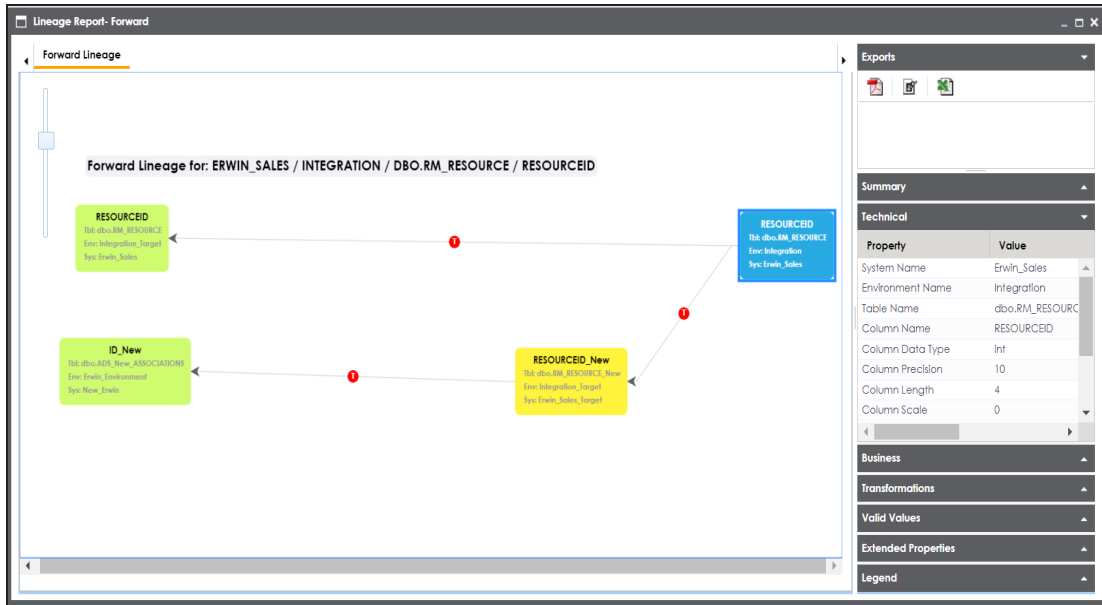 Lineage Report- Forward
Forward Lineage
Forward Lineage for: ERWIN_SALES / INTEGRATION / DBO.RM_RESOURCE / RESOURCEID
RESOURCEID
Tbl: dbo.RM_RESOURCE
Env: Integration_Target
Sys: Erwin_Sales
T
RESOURCEID
Tbl: dbo.RM_RESOURCE
Env: Integration
Sys: Erwin_Sales
T
ID_New
Tbl: dbo.ADS_New_ASSOCIATIONS
Env: Erwin_Environment
Sys: New_Erwin
T
RESOURCEID_New
Tbl: dbo.RM_RESOURCE_New
Env: Integration_Target
Sys: Erwin_Sales_Target
Exports
Summary
Technical
Property Value
System Name Erwin_Sales
Environment Name Integration
Table Name dbo.RM_RESOURC
Column Name RESOURCEID
Column Data Type int
Column Precision 10
Column Length 4
Column Scale 0
Business
Transformations
Valid Values
Extended Properties
Legend